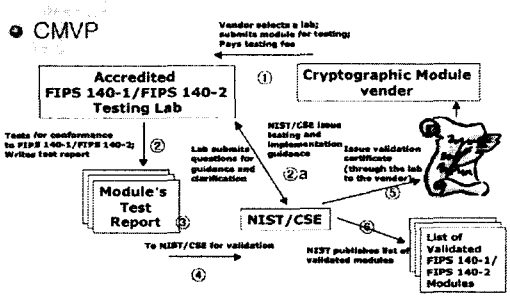 CMVP
Vendor selects a lab;
submits module for testing;
Pays testing fee
①
Accredited
FIPS 140-1/FIPS 140-2
Testing Lab
Cryptographic Module
vender
Tests for conformance
to FIPS 140-1/FIPS 140-2;
Writes test report
②
Lab submits
questions for
guidance and
clarification
NIST/CSE issue
testing and
implementation
guidance
②a
Issue validation
certificate
(through the lab
to the vender)
⑤
Module's
Test
Report
③
NIST/CSE
⑥
To NIST/CSE for validation
④
NIST publishes list of
validated modules
List of
Validated
FIPS 140-1/
FIPS 140-2
Modules